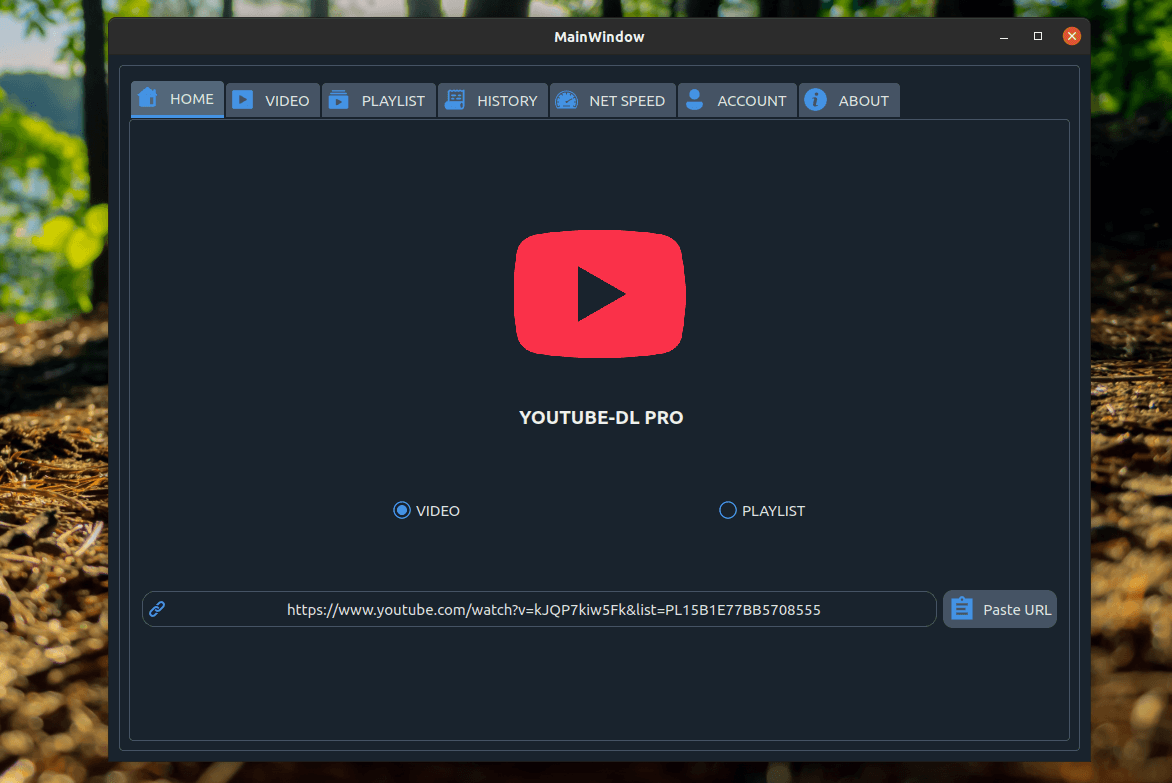 MainWindow
HOME VIDEO PLAYLIST HISTORY NET SPEED ACCOUNT ABOUT
YOUTUBE-DL PRO
VIDEO PLAYLIST
https://www.youtube.com/watch?v=kJQP7kiw5Fk&list=PL15B1E77BB5708555 Paste URL